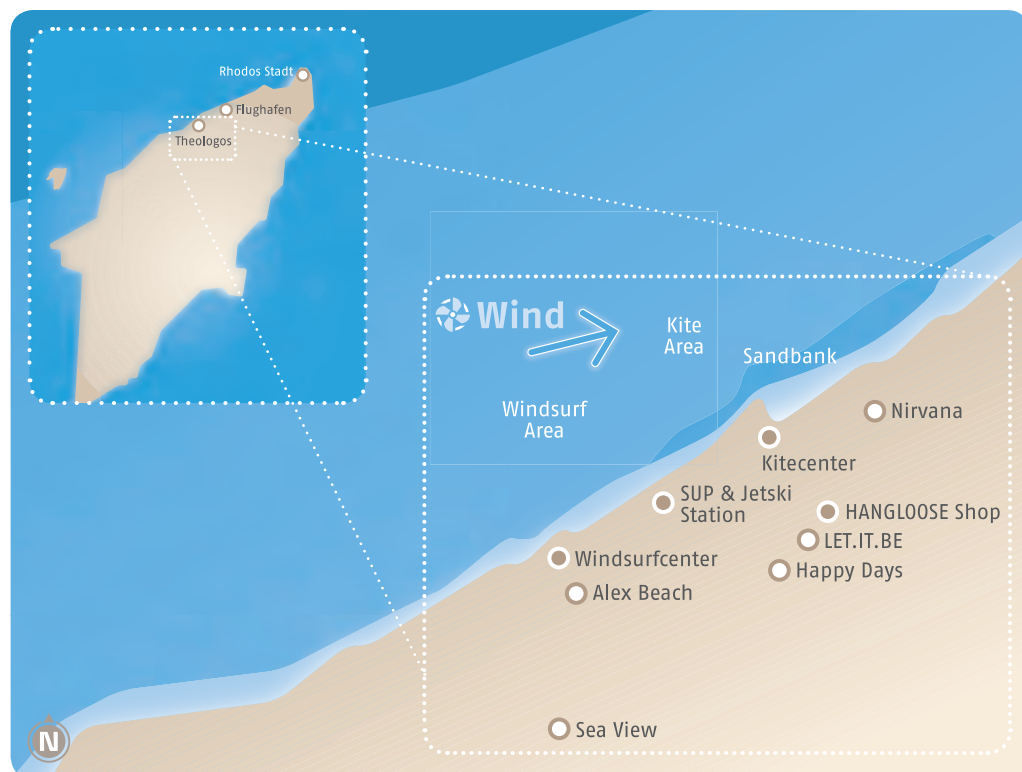 Rhodos Stadt
Flughafen
Theologos
Wind
Kite
Area
Sandbank
Windsurf
Area
Nirvana
Kitecenter
SUP & Jetski
Station
HANGLOOSE Shop
LET.IT.BE
Windsurfcenter
Happy Days
Alex Beach
Sea View
N